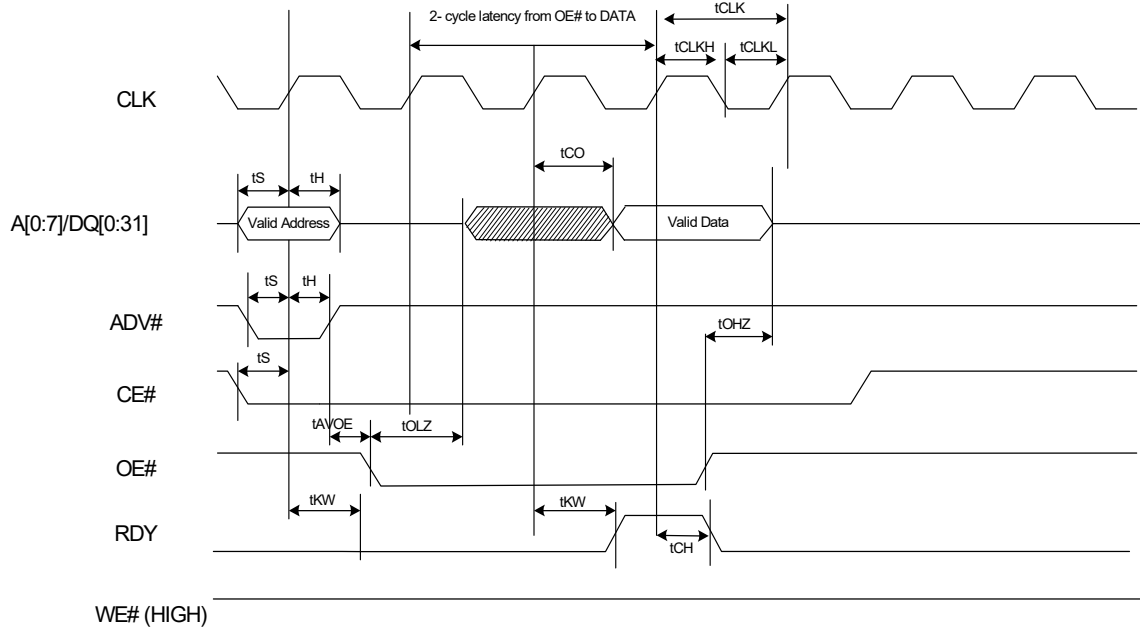 2- cycle latency from OE# to DATA
tCLK
tCLKH
tCLKL
CLK
tCO
tS
tH
A[0:7]/DQ[0:31]
Valid Address
Valid Data
tS
tH
ADV#
tOHZ
tS
CE#
tAVOE
tOLZ
OE#
tKW
tKW
RDY
tCH
WE# (HIGH)